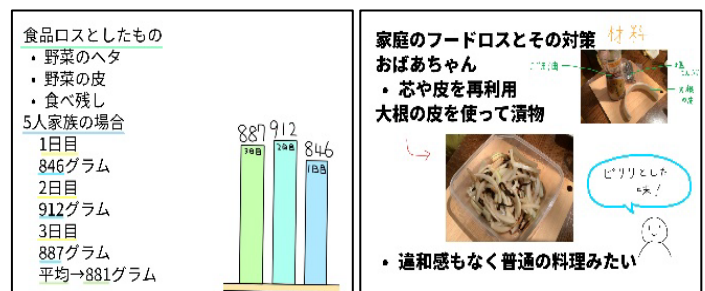 食品ロスとしたもの
• 野菜のヘタ
• 野菜の皮
• 食べ残し
5人家族の場合
1日目
846グラム
2日目
912グラム
3日目
887グラム
平均→881グラム
887 912 846
3日目 2日目 1日目
家庭のフードロスとその対策
材料
おばあちゃん
• 芯や皮を再利用
大根の皮を使って漬物
ピリリとした
味!
• 違和感もなく普通の料理みたい